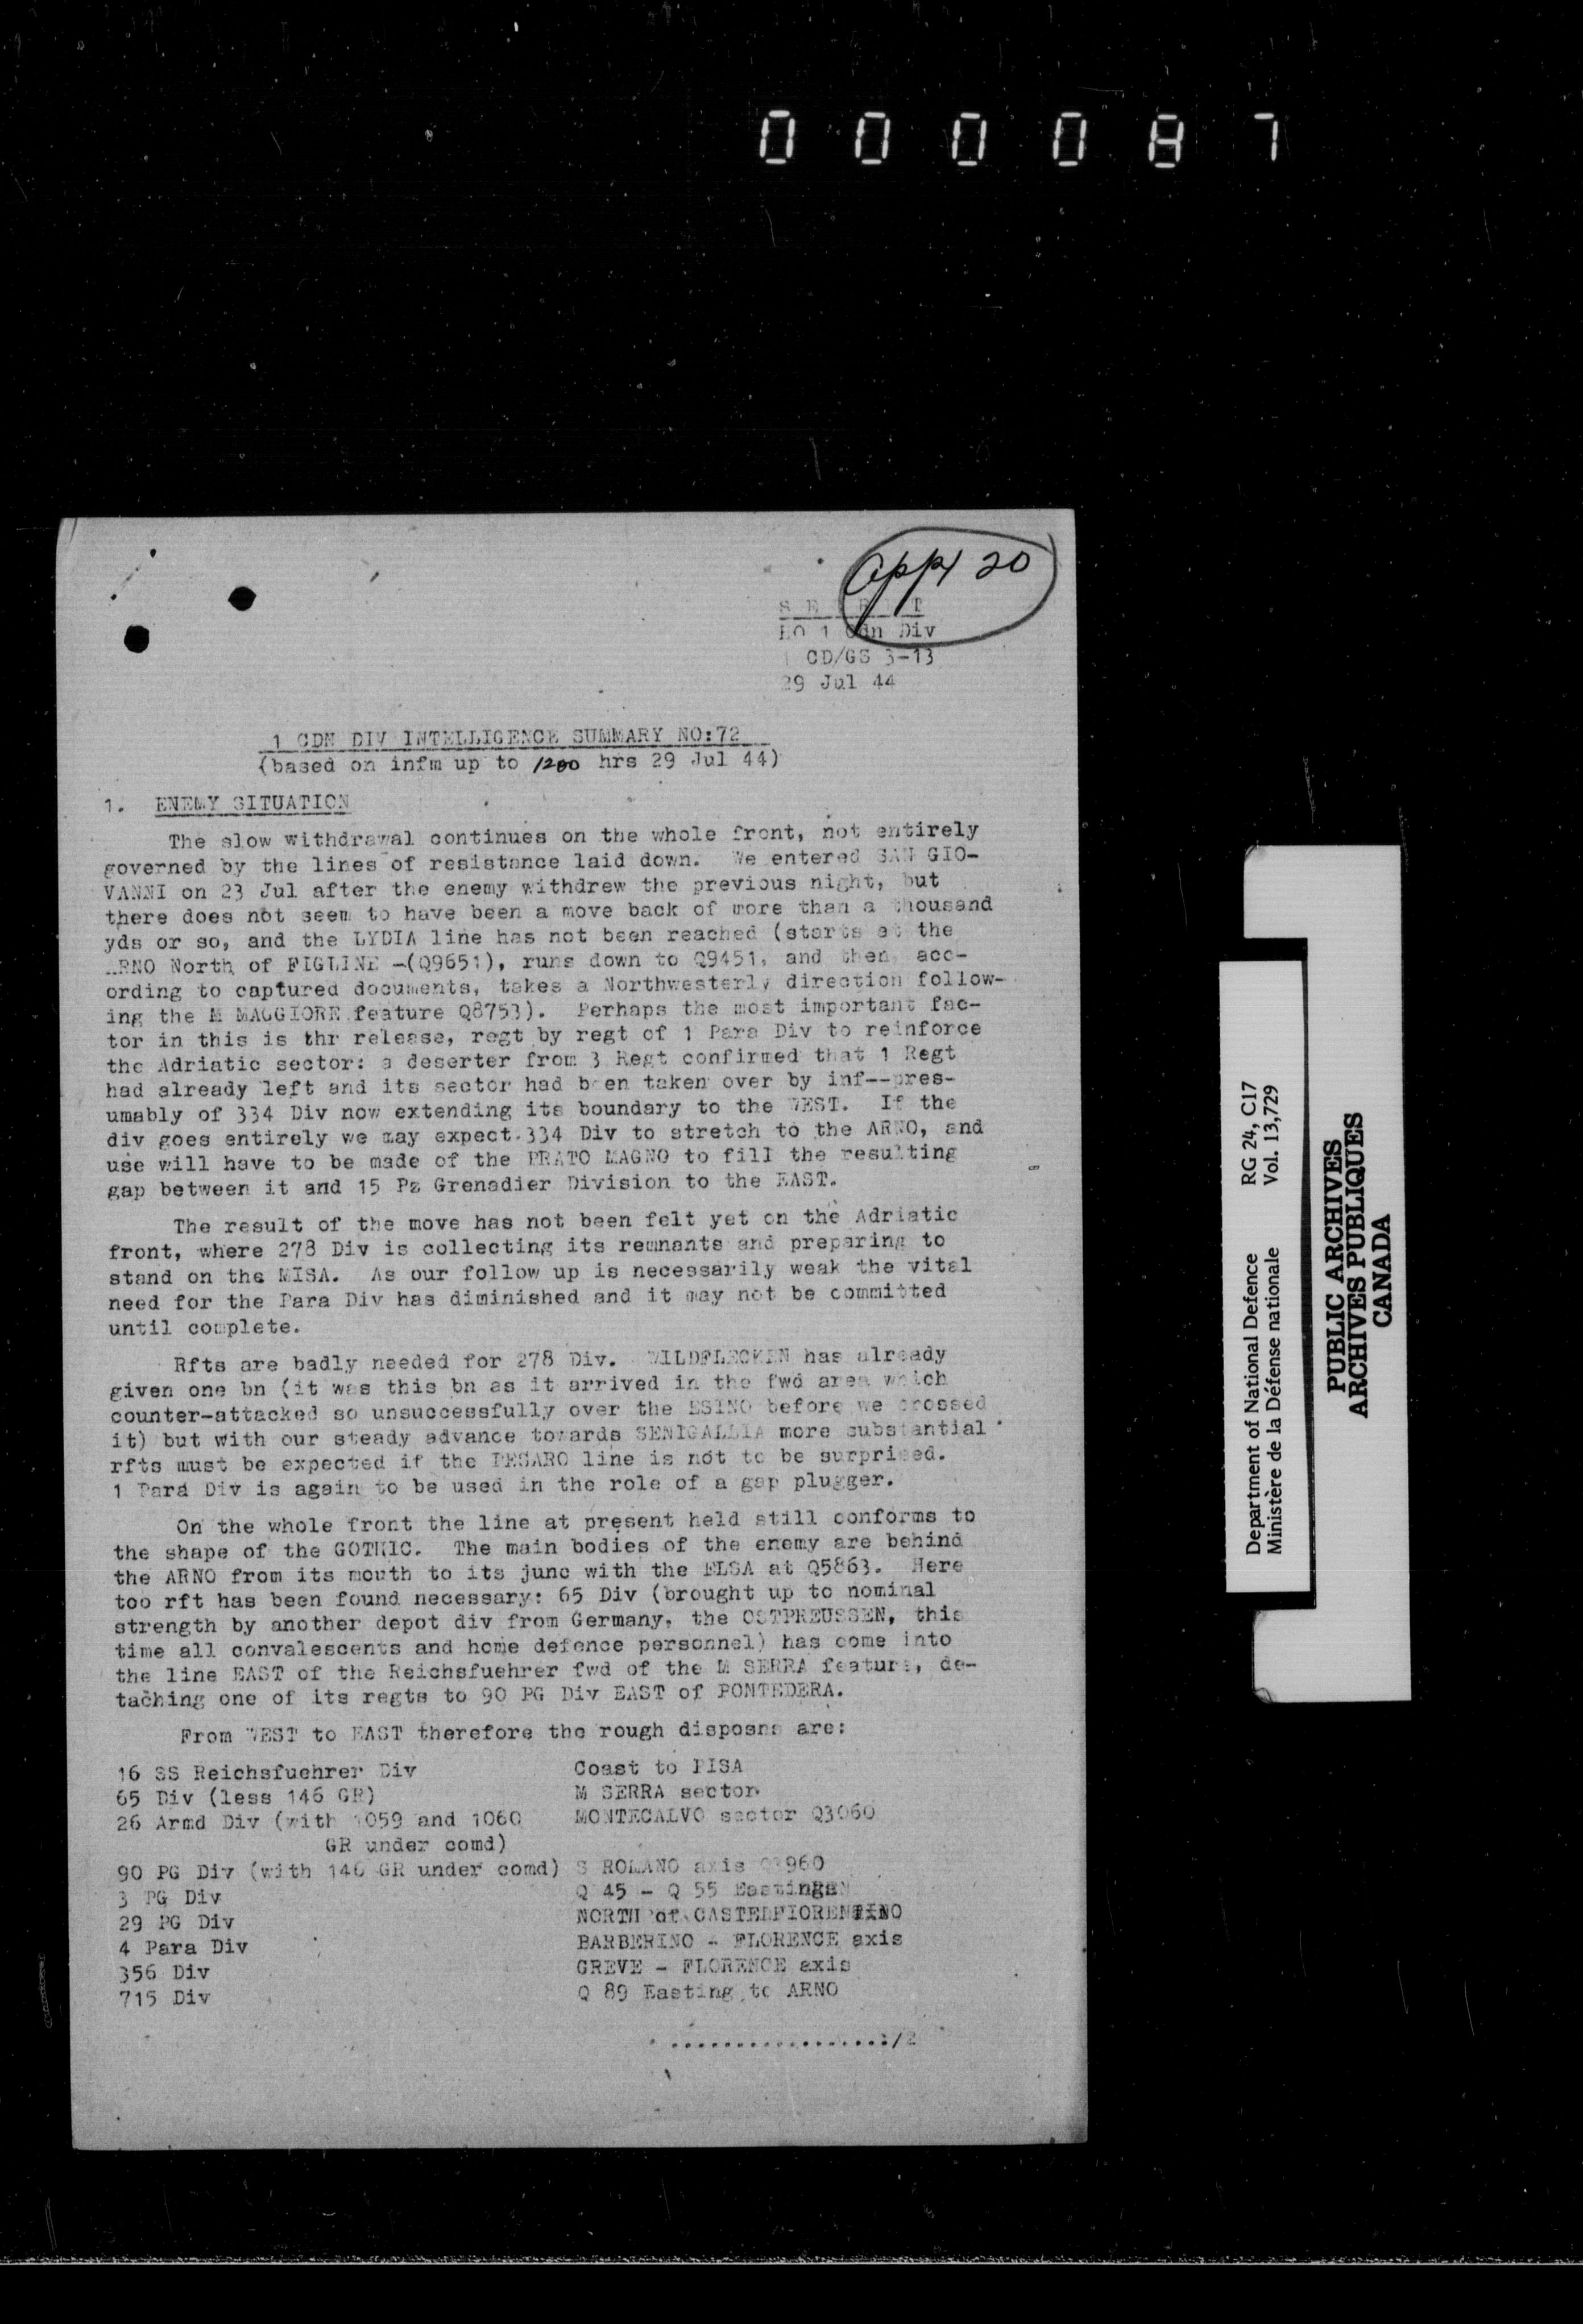 000087
App 20
S E R T
HQ 1 Cdn Div
CD/GS 3-13
29 Jul 44
1 CDN DIV INTELLIGENCE SUMMARY NO:72
(based on infm up to 1200 hrs 29 Jul 44)
1. ENEMY SITUATION
The slow withdrawal continues on the whole front, not entirely
governed by the lines of resistance laid down. We entered SAN GIO-
VANNI on 23 Jul after the enemy withdrew the previous night, but
there does not seem to have been a move back of more than a thousand
yds or so, and the LYDIA line has not been reached (starts at the
ARNO North of FIGLINE -(Q9651), runs down to Q9451, and then, acc-
ording to captured documents, takes a Northwesterly direction follow-
ing the M MAGGIORE feature Q8753). Perhaps the most important fac-
tor in this is thr release, regt by regt of 1 Para Div to reinforce
the Adriatic sector: a deserter from 3 Regt confirmed that 1 Regt
had already left and its sector had been taken over by inf--pres-
umably of 334 Div now extending its boundary to the WEST. If the
div goes entirely we may expect 334 Div to stretch to the ARNO, and
use will have to be made of the PRATO MAGNO to fill the resulting
gap between it and 15 Pz Grenadier Division to the EAST.
The result of the move has not been felt yet on the Adriatic
front, where 278 Div is collecting its remnants and preparing to
stand on the MISA. As our follow up is necessarily weak the vital
need for the Para Div has diminished and it may not be committed
until complete.
Rfts are badly needed for 278 Div. WILDFLECKEN has already
given one bn (it was this bn as it arrived in the fwd area which
counter-attacked so unsuccessfully over the ESINO before we crossed
it) but with our steady advance towards SENIGALLIA more substantial
rfts must be expected if the PESARO line is not to be surprised.
1 Para Div is again to be used in the role of a gap plugger.
On the whole front the line at present held still conforms to
the shape of the GOTHIC. The main bodies of the enemy are behind
the ARNO from its mouth to its junc with the ELSA at Q5863. Here
too rft has been found necessary: 65 Div (brought up to nominal
strength by another depot div from Germany, the OSTPREUSSEN, this
time all convalescents and home defence personnel) has come into
the line EAST of the Reichsfuehrer fwd of the M SERRA feature, de-
taching one of its regts to 90 PG Div EAST of PONTEDERA.
From WEST to EAST therefore the rough disposns are:
16 SS Reichsfuehrer Div Coast to PISA
65 Div (less 146 GR) M SERRA sector
26 Armd Div (with 1059 and 1060 MONTECALVO sector Q3060
GR under comd)
90 PG Div (with 146 GR under comd) S ROMANO axis Q3960
3 PG Div Q 45 - Q 55 Eastings
29 PG Div NORTH of CASTELFIORENTINO
4 Para Div BARBERINO - FLORENCE axis
356 Div GREVE - FLORENCE axis
715 Div Q 89 Easting to ARNO
................:/2
Department of National Defence RG 24, C17
Ministère de la Défense nationale Vol. 13,729
PUBLIC ARCHIVES
ARCHIVES PUBLIQUES
CANADA